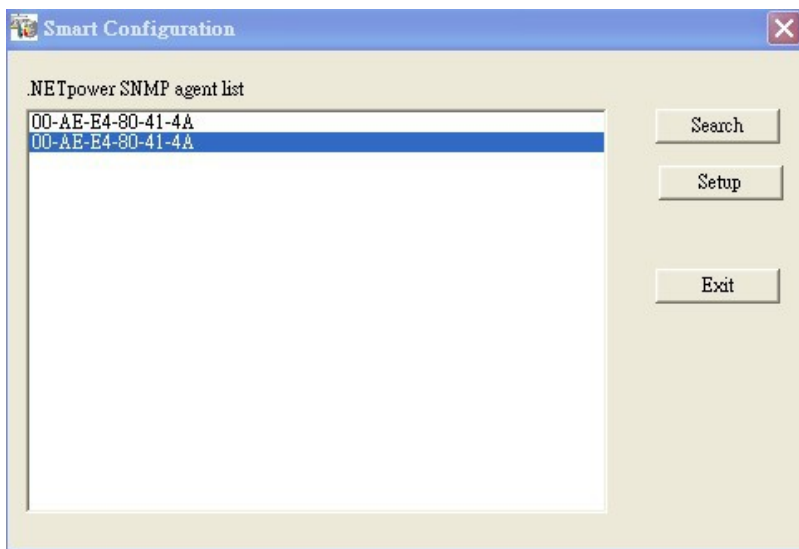 Smart Configuration
.NETpower SNMP agent list
00-AE-E4-80-41-4A
00-AE-E4-80-41-4A
Search
Setup
Exit